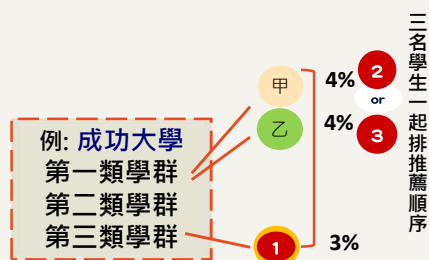 例: 成功大學
第一類學群
第二類學群
第三類學群
甲
乙
1
4%
4%
3%
2
or
3
三名學生一起排推薦順序